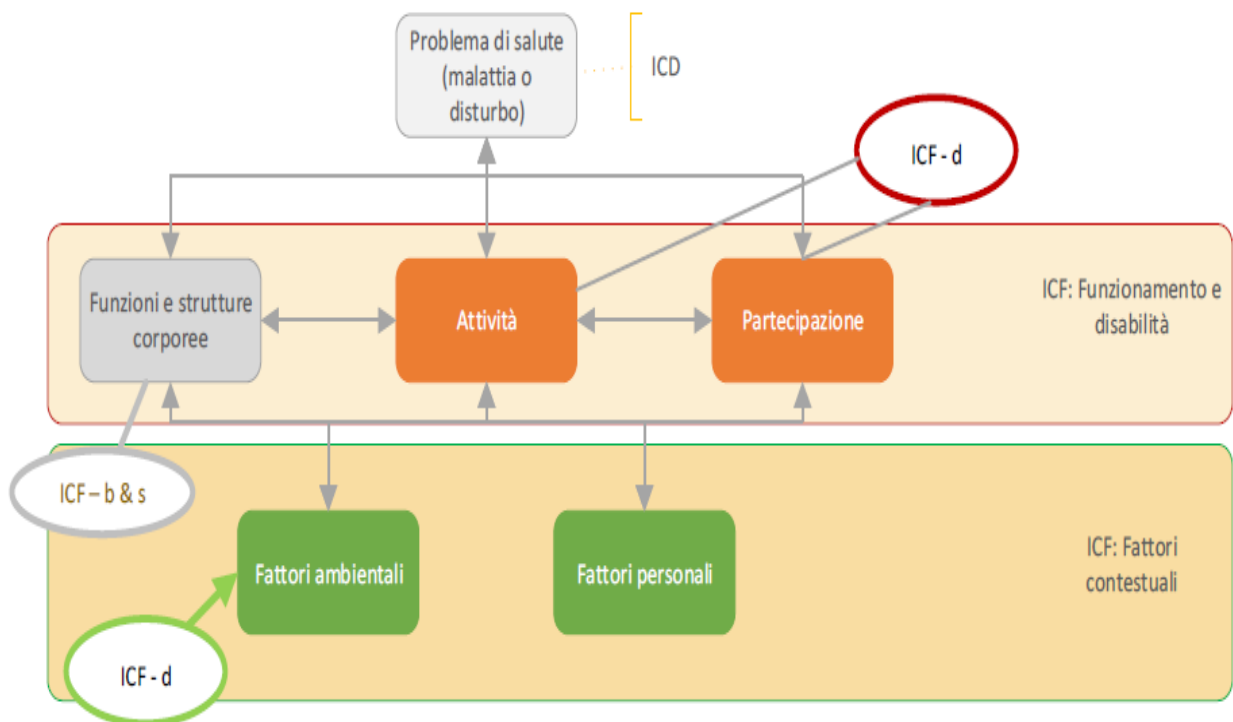 Problema di salute
(malattia o
disturbo)
ICD
ICF - d
Funzioni e strutture
corporee
Attività
Partecipazione
ICF: Funzionamento e
disabilità
ICF – b & s
Fattori ambientali
Fattori personali
ICF: Fattori
contestuali
ICF - d